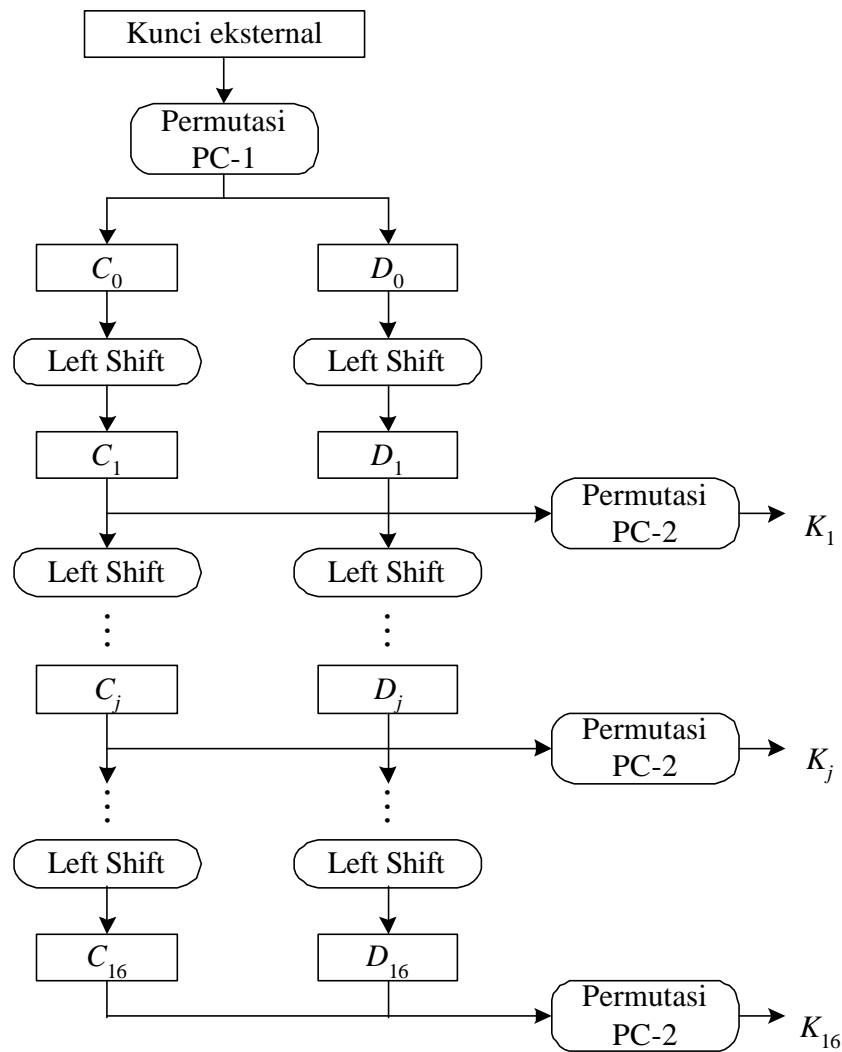 Kunci eksternal
Permutasi
PC-1
C₀ D₀
Left Shift Left Shift
C₁ D₁
Permutasi
PC-2
K₁
Left Shift Left Shift
Cⱼ Dⱼ
Permutasi
PC-2
Kⱼ
Left Shift Left Shift
C₁₆ D₁₆
Permutasi
PC-2
K₁₆